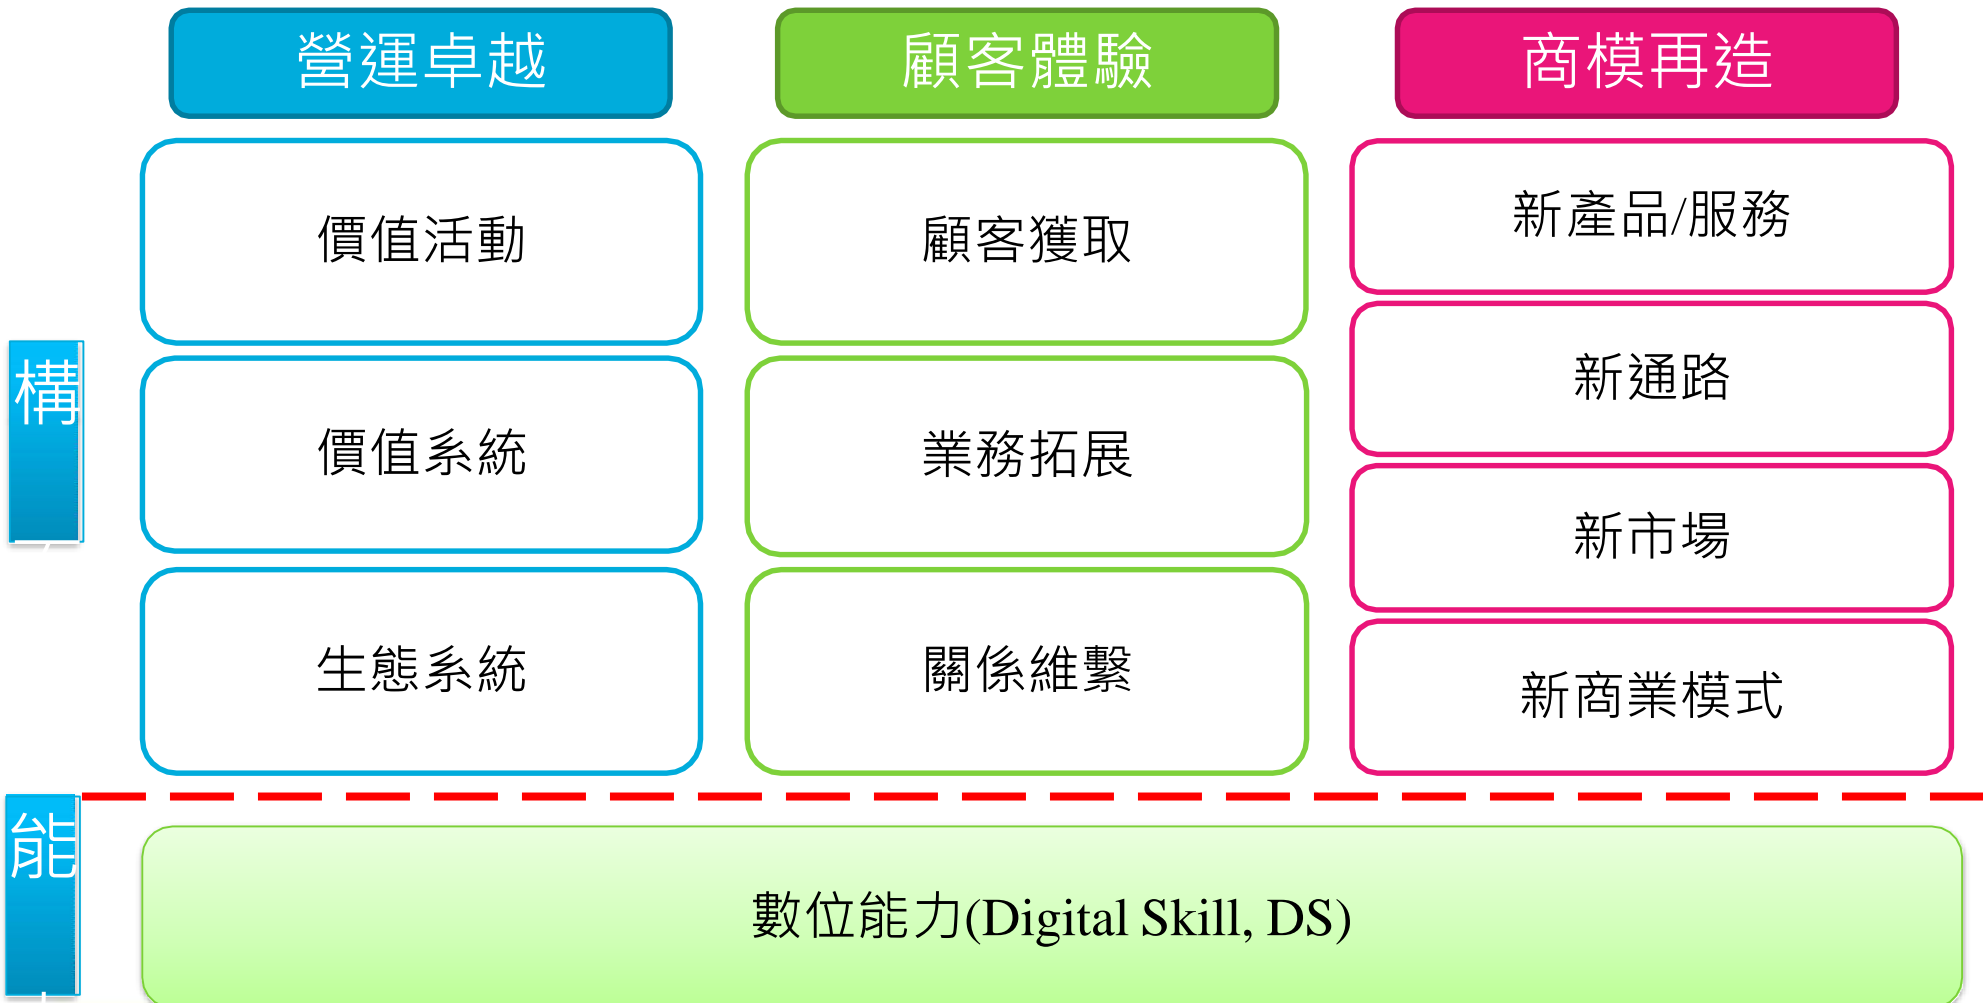 營運卓越
顧客體驗
商模再造
價值活動
顧客獲取
新產品/服務
構
新通路
價值系統
業務拓展
新市場
生態系統
關係維繫
新商業模式
能
數位能力(Digital Skill, DS)